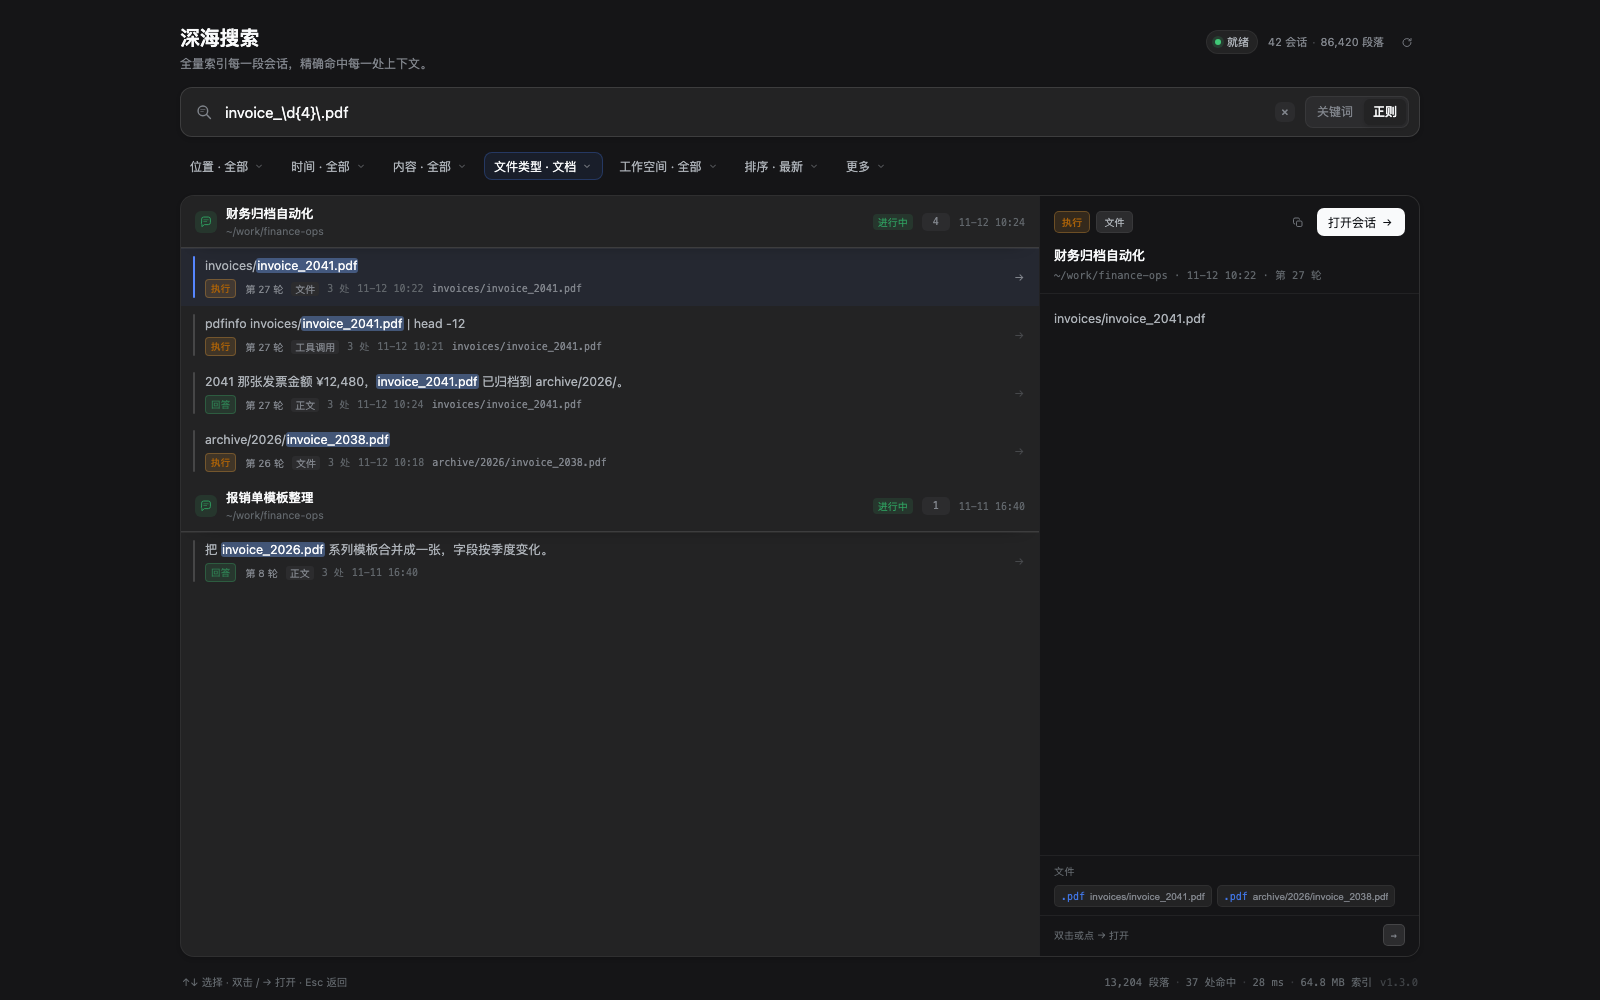 深海搜索
全量索引每一段会话，精确命中每一处上下文。
就绪 42 会话 · 86,420 段落
invoice_\d{4}\.pdf
× 关键词 正则
位置 · 全部 时间 · 全部 内容 · 全部 文件类型 · 文档 工作空间 · 全部 排序 · 最新 更多
财务归档自动化
~/work/finance-ops
进行中 4 11-12 10:24
invoices/invoice_2041.pdf
执行 第 27 轮 文件 3 处 11-12 10:22 invoices/invoice_2041.pdf
→
pdfinfo invoices/invoice_2041.pdf | head -12
执行 第 27 轮 工具调用 3 处 11-12 10:21 invoices/invoice_2041.pdf
→
2041 那张发票金额 ¥12,480，invoice_2041.pdf 已归档到 archive/2026/。
回答 第 27 轮 正文 3 处 11-12 10:24 invoices/invoice_2041.pdf
→
archive/2026/invoice_2038.pdf
执行 第 26 轮 文件 3 处 11-12 10:18 archive/2026/invoice_2038.pdf
→
报销单模板整理
~/work/finance-ops
进行中 1 11-11 16:40
把 invoice_2026.pdf 系列模板合并成一张，字段按季度变化。
回答 第 8 轮 正文 3 处 11-11 16:40
→
执行 文件 打开会话 →
财务归档自动化
~/work/finance-ops · 11-12 10:22 · 第 27 轮
invoices/invoice_2041.pdf
文件
.pdf invoices/invoice_2041.pdf .pdf archive/2026/invoice_2038.pdf
双击或点 → 打开 →
↑↓ 选择 · 双击 / → 打开 · Esc 返回
13,204 段落 · 37 处命中 · 28 ms · 64.8 MB 索引 v1.3.0